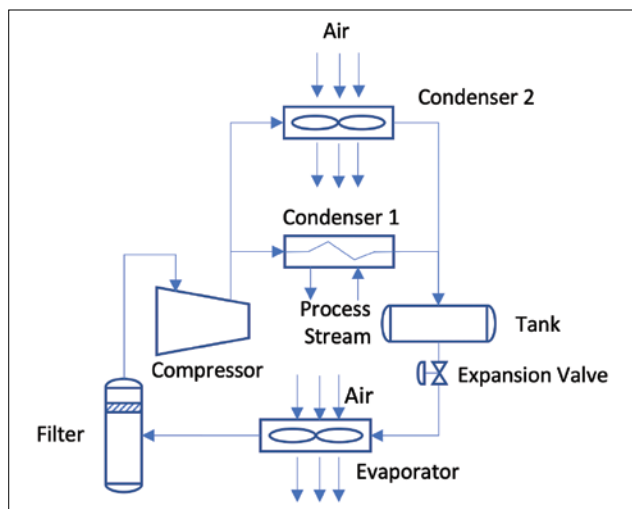 Air
Condenser 2
Condenser 1
Process
Stream
Tank
Compressor
Expansion Valve
Air
Filter
Evaporator